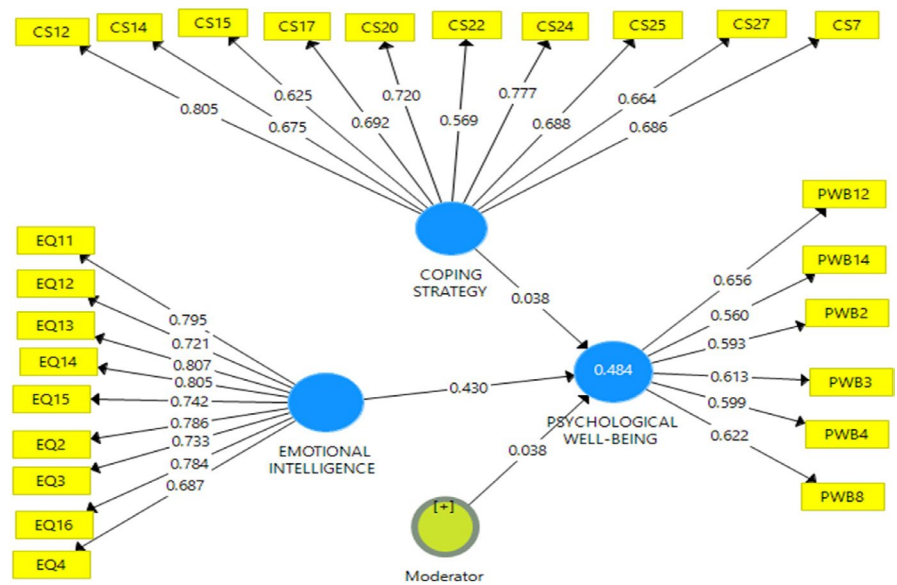 CS12 CS14 CS15 CS17 CS20 CS22 CS24 CS25 CS27 CS7
0.805 0.675 0.625 0.692 0.720 0.569 0.777 0.688 0.664 0.686
COPING
STRATEGY
0.038
EQ11
EQ12
EQ13
EQ14
EQ15
EQ2
EQ3
EQ16
EQ4
0.795
0.721
0.807
0.805
0.742
0.786
0.733
0.784
0.687
EMOTIONAL
INTELLIGENCE
0.430
0.484
PSYCHOLOGICAL
WELL-BEING
0.038
[+]
Moderator
0.656
0.560
0.593
0.613
0.599
0.622
PWB12
PWB14
PWB2
PWB3
PWB4
PWB8